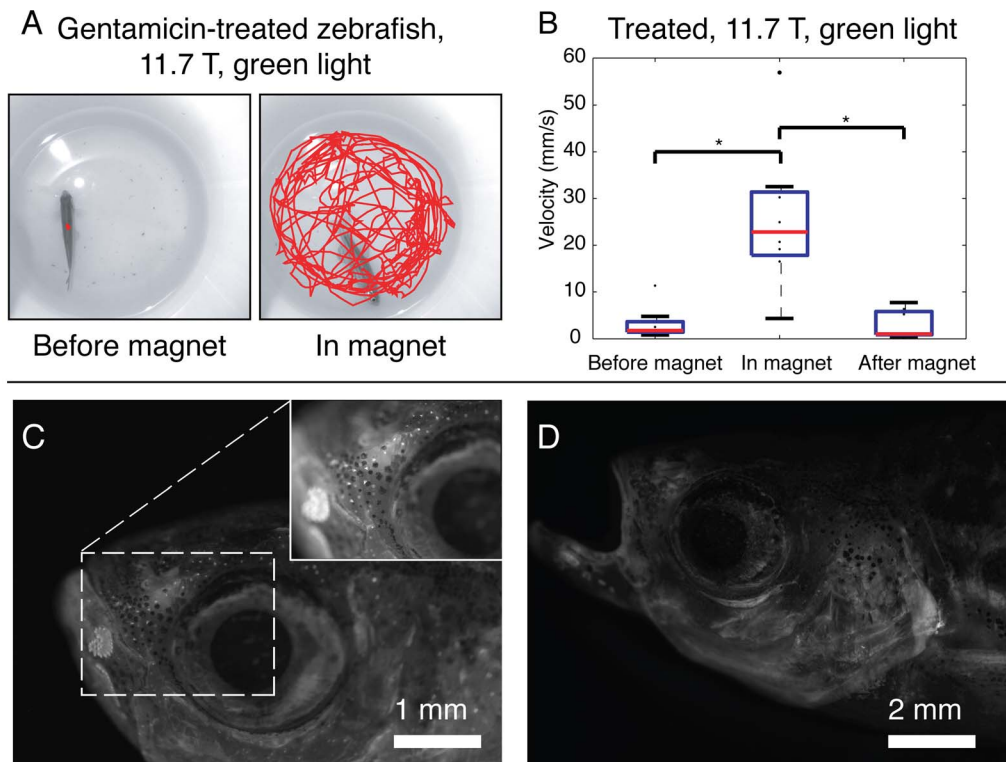 A
Gentamicin-treated zebrafish,
11.7 T, green light
Before magnet
In magnet
B
Treated, 11.7 T, green light
Velocity (mm/s)
60
50
40
30
20
10
0
*
*
Before magnet
In magnet
After magnet
C
1 mm
D
2 mm